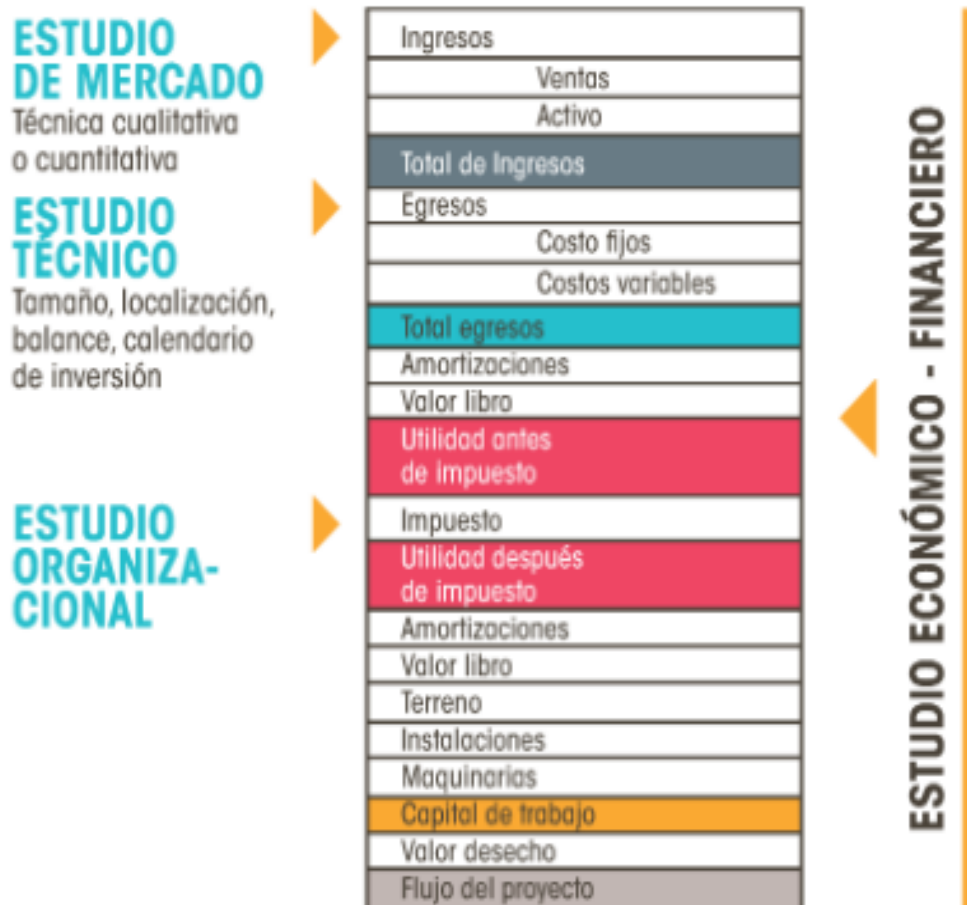 ESTUDIO
DE MERCADO
Técnica cualitativa
o cuantitativa
ESTUDIO
TÉCNICO
Tamaño, localización,
balance, calendario
de inversión
ESTUDIO
ORGANIZA-
CIONAL
Ingresos
Ventas
Activo
Total de Ingresos
Egresos
Costo fijos
Costos variables
Total egresos
Amortizaciones
Valor libro
Utilidad antes
de impuesto
Impuesto
Utilidad después
de impuesto
Amortizaciones
Valor libro
Terreno
Instalaciones
Maquinarias
Capital de trabajo
Valor desecho
Flujo del proyecto
ESTUDIO ECONÓMICO - FINANCIERO